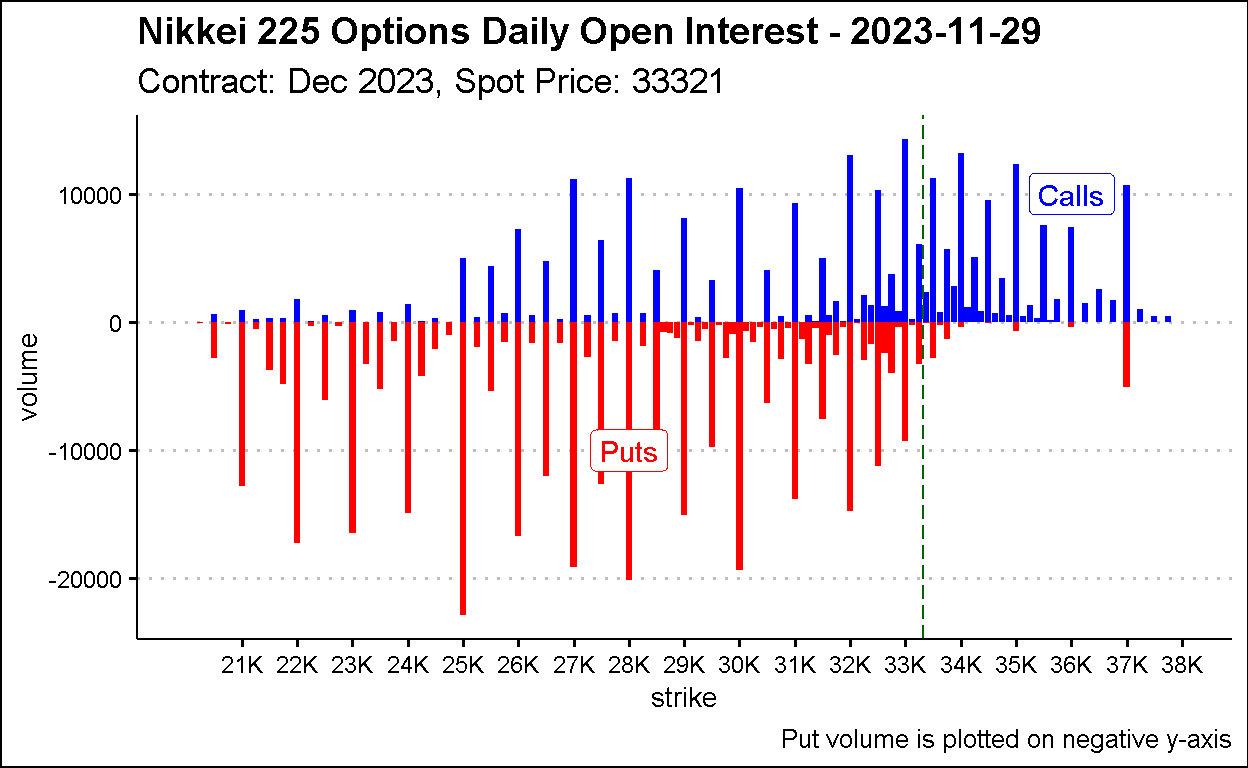 Nikkei 225 Options Daily Open Interest - 2023-11-29
Contract: Dec 2023, Spot Price: 33321
volume
10000
0
-10000
-20000
Calls
Puts
21K 22K 23K 24K 25K 26K 27K 28K 29K 30K 31K 32K 33K 34K 35K 36K 37K 38K
strike
Put volume is plotted on negative y-axis